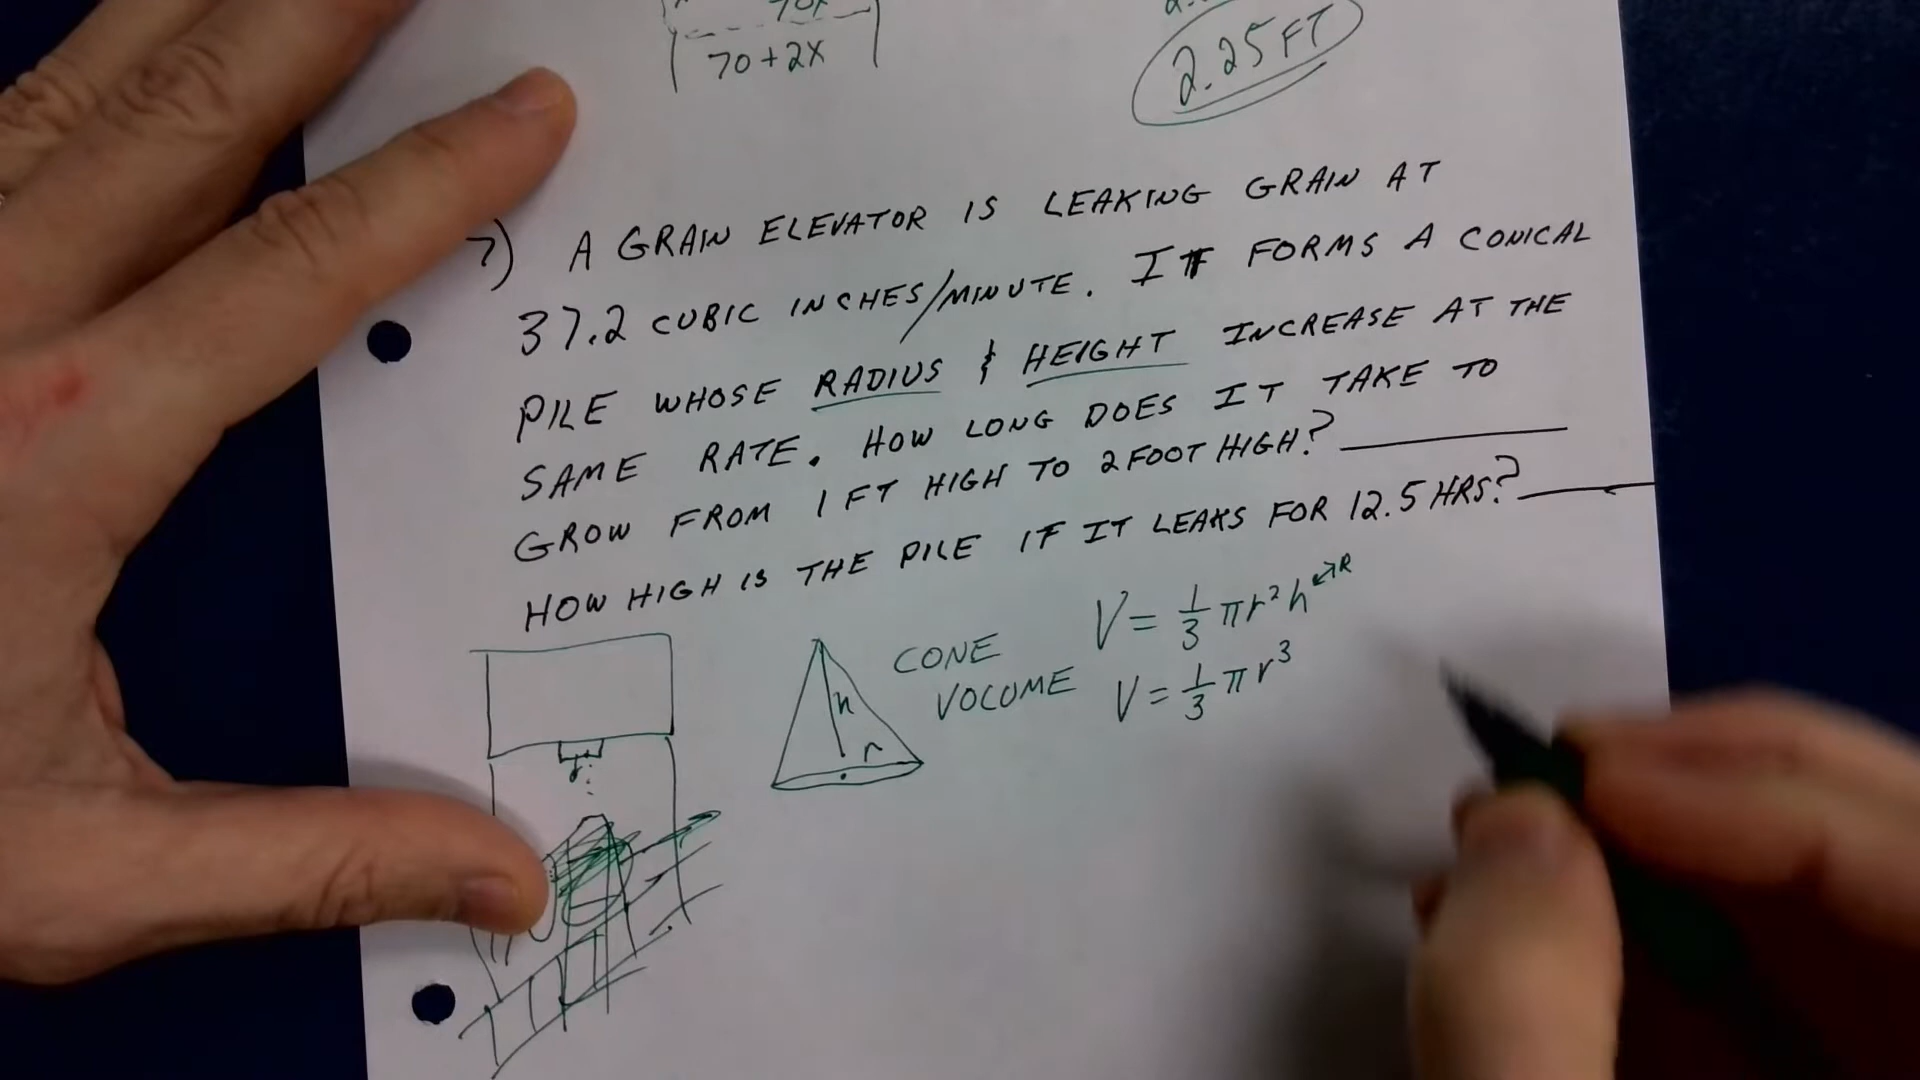 70+2X
2.25 FT
7) A GRAIN ELEVATOR IS LEAKING GRAIN AT
37.2 CUBIC INCHES/MINUTE. IT FORMS A CONICAL
PILE WHOSE RADIUS & HEIGHT INCREASE AT THE
SAME RATE. HOW LONG DOES IT TAKE TO
GROW FROM 1 FT HIGH TO 2 FOOT HIGH?
HOW HIGH IS THE PILE IF IT LEAKS FOR 12.5 HRS?
V = 1/3 πr²h ↔R
CONE
VOLUME
V = 1/3 πr³
h
r